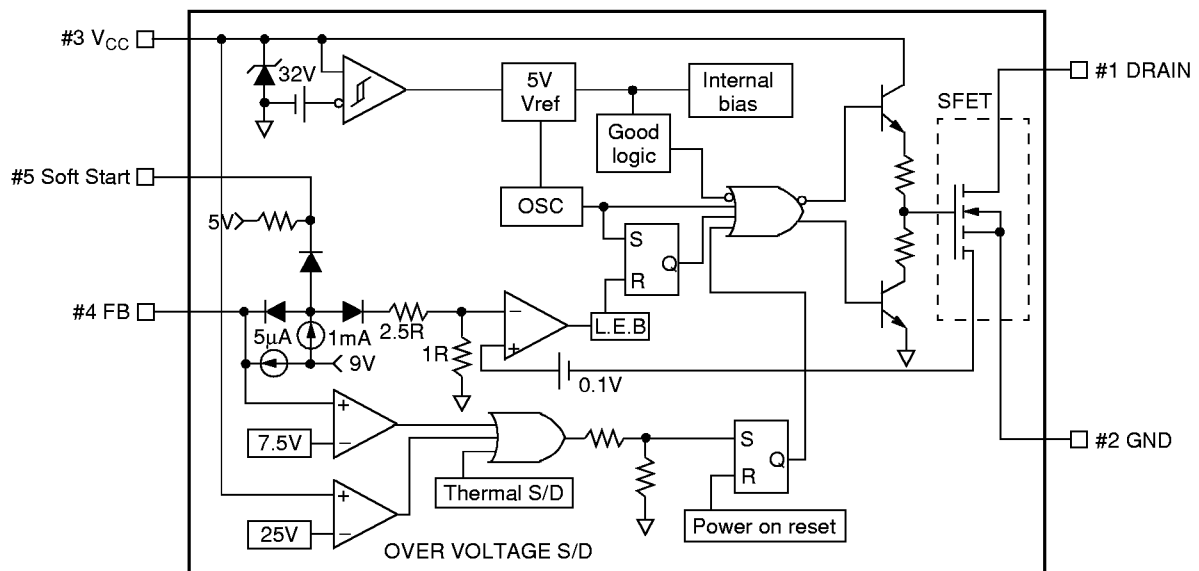 #3 VCC
32V
5V
Vref
Internal
bias
Good
logic
#1 DRAIN
SFET
#5 Soft Start
5V
OSC
S
R
Q
#4 FB
5µA
1mA
9V
2.5R
1R
−
+
L.E.B
0.1V
+
−
7.5V
#2 GND
S
R
Q
Thermal S/D
+
−
25V
Power on reset
OVER VOLTAGE S/D